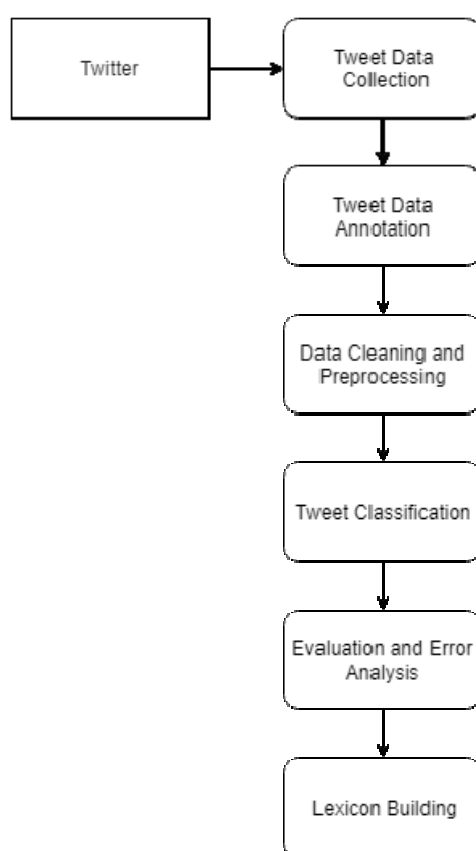 Twitter
Tweet Data
Collection
Tweet Data
Annotation
Data Cleaning and
Preprocessing
Tweet Classification
Evaluation and Error
Analysis
Lexicon Building